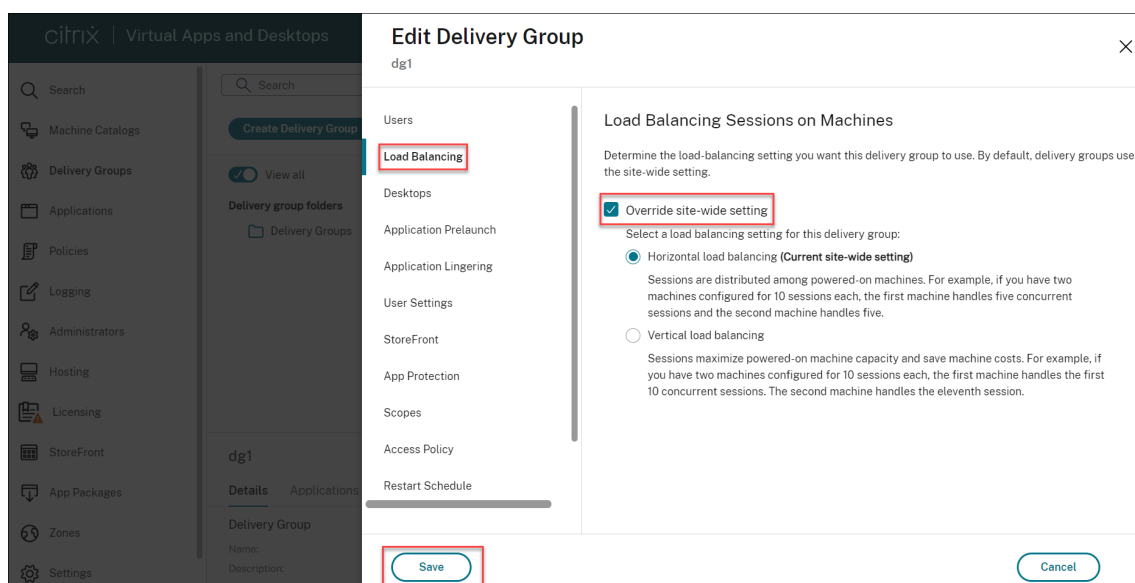 citrix | Virtual Apps and Desktops
Search
Machine Catalogs
Delivery Groups
Applications
Policies
Logging
Administrators
Hosting
Licensing
StoreFront
App Packages
Zones
Settings
Search
Create Delivery Group
View all
Delivery group folders
Delivery Groups
dg1
Details Applications
Delivery Group
Name:
Description:
Edit Delivery Group
dg1
Users
Load Balancing
Desktops
Application Prelaunch
Application Lingering
User Settings
StoreFront
App Protection
Scopes
Access Policy
Restart Schedule
Load Balancing Sessions on Machines
Determine the load-balancing setting you want this delivery group to use. By default, delivery groups use
the site-wide setting.
Override site-wide setting
Select a load balancing setting for this delivery group:
Horizontal load balancing (Current site-wide setting)
Sessions are distributed among powered-on machines. For example, if you have two
machines configured for 10 sessions each, the first machine handles five concurrent
sessions and the second machine handles five.
Vertical load balancing
Sessions maximize powered-on machine capacity and save machine costs. For example, if
you have two machines configured for 10 sessions each, the first machine handles the first
10 concurrent sessions. The second machine handles the eleventh session.
Save
Cancel